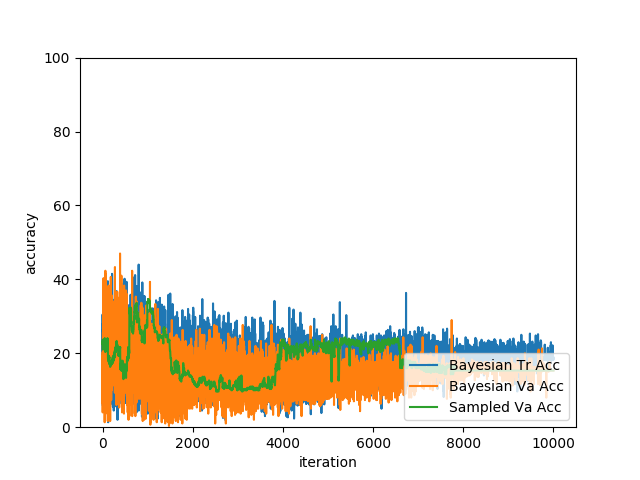 100
80
60
40
20
0
accuracy
0 2000 4000 6000 8000 10000
iteration
Bayesian Tr Acc
Bayesian Va Acc
Sampled Va Acc